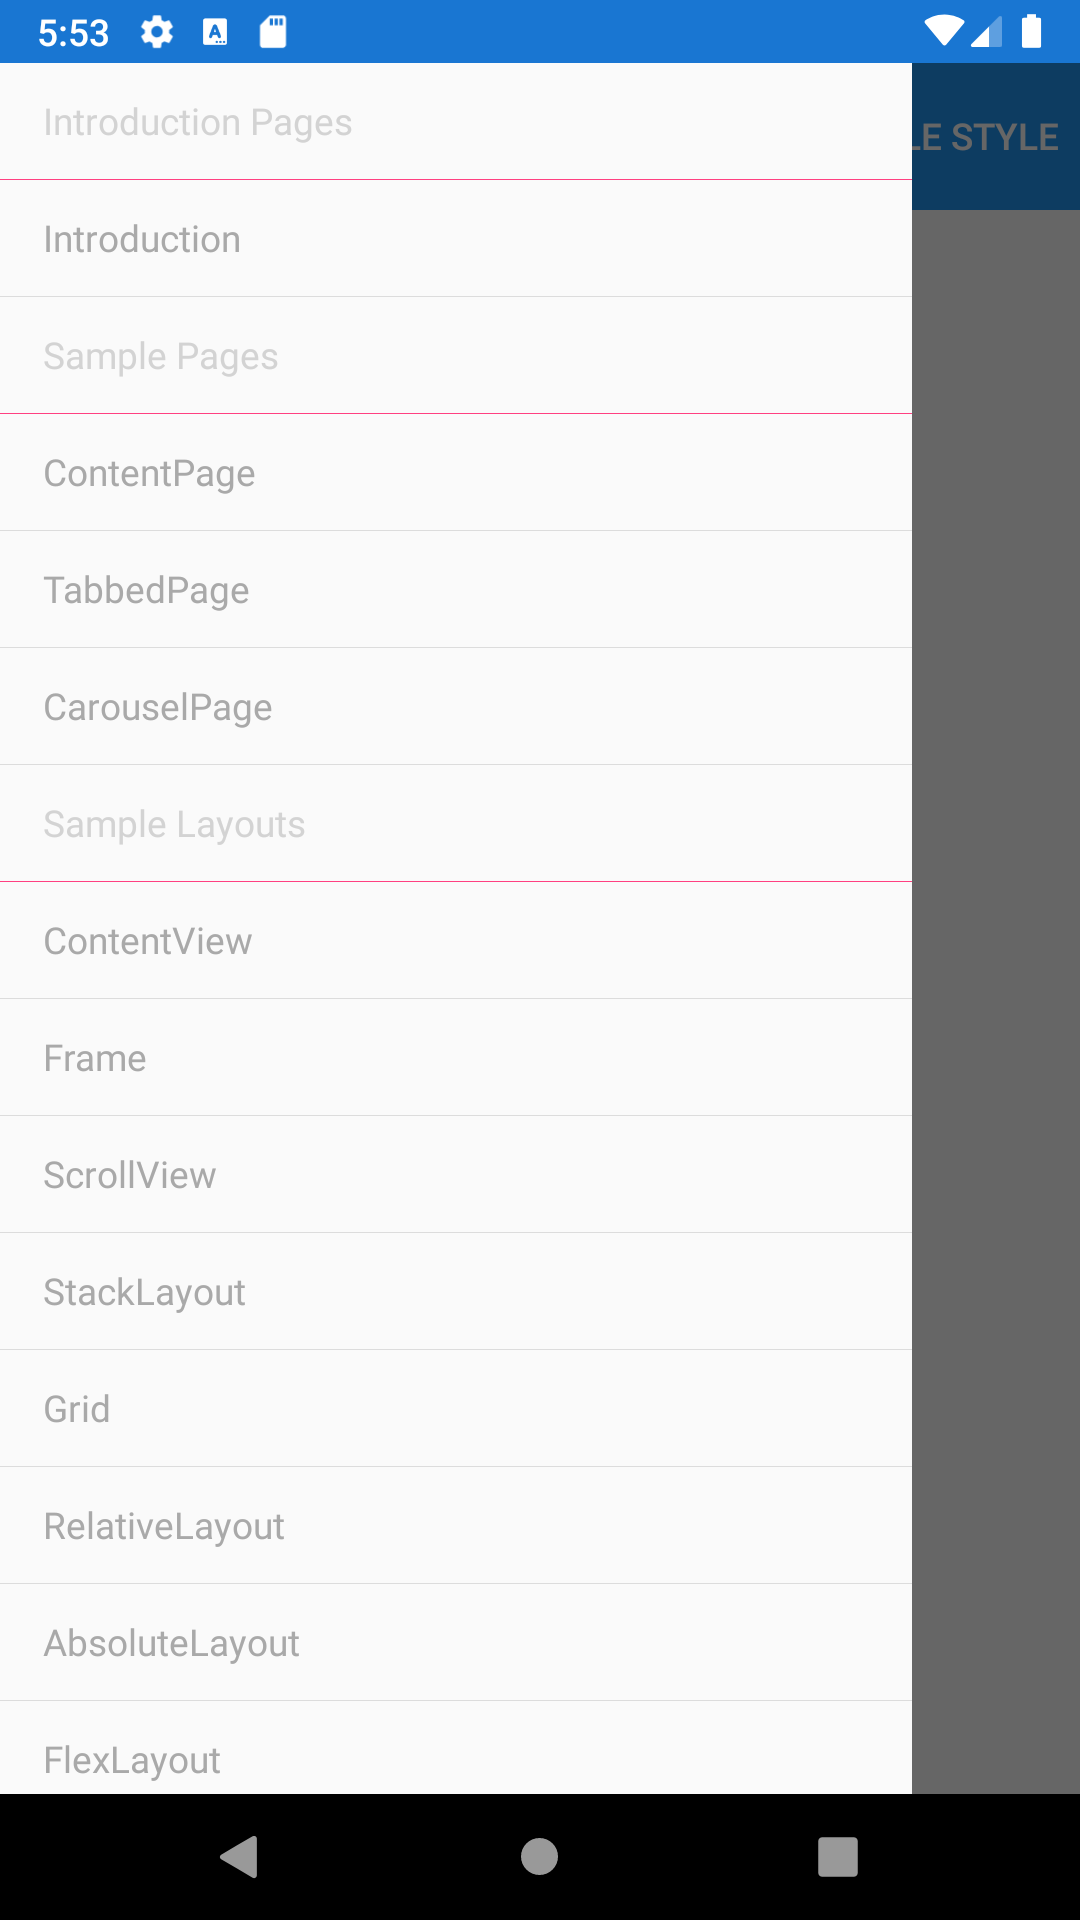 5:53
LE STYLE
Introduction Pages
Introduction
Sample Pages
ContentPage
TabbedPage
CarouselPage
Sample Layouts
ContentView
Frame
ScrollView
StackLayout
Grid
RelativeLayout
AbsoluteLayout
FlexLayout